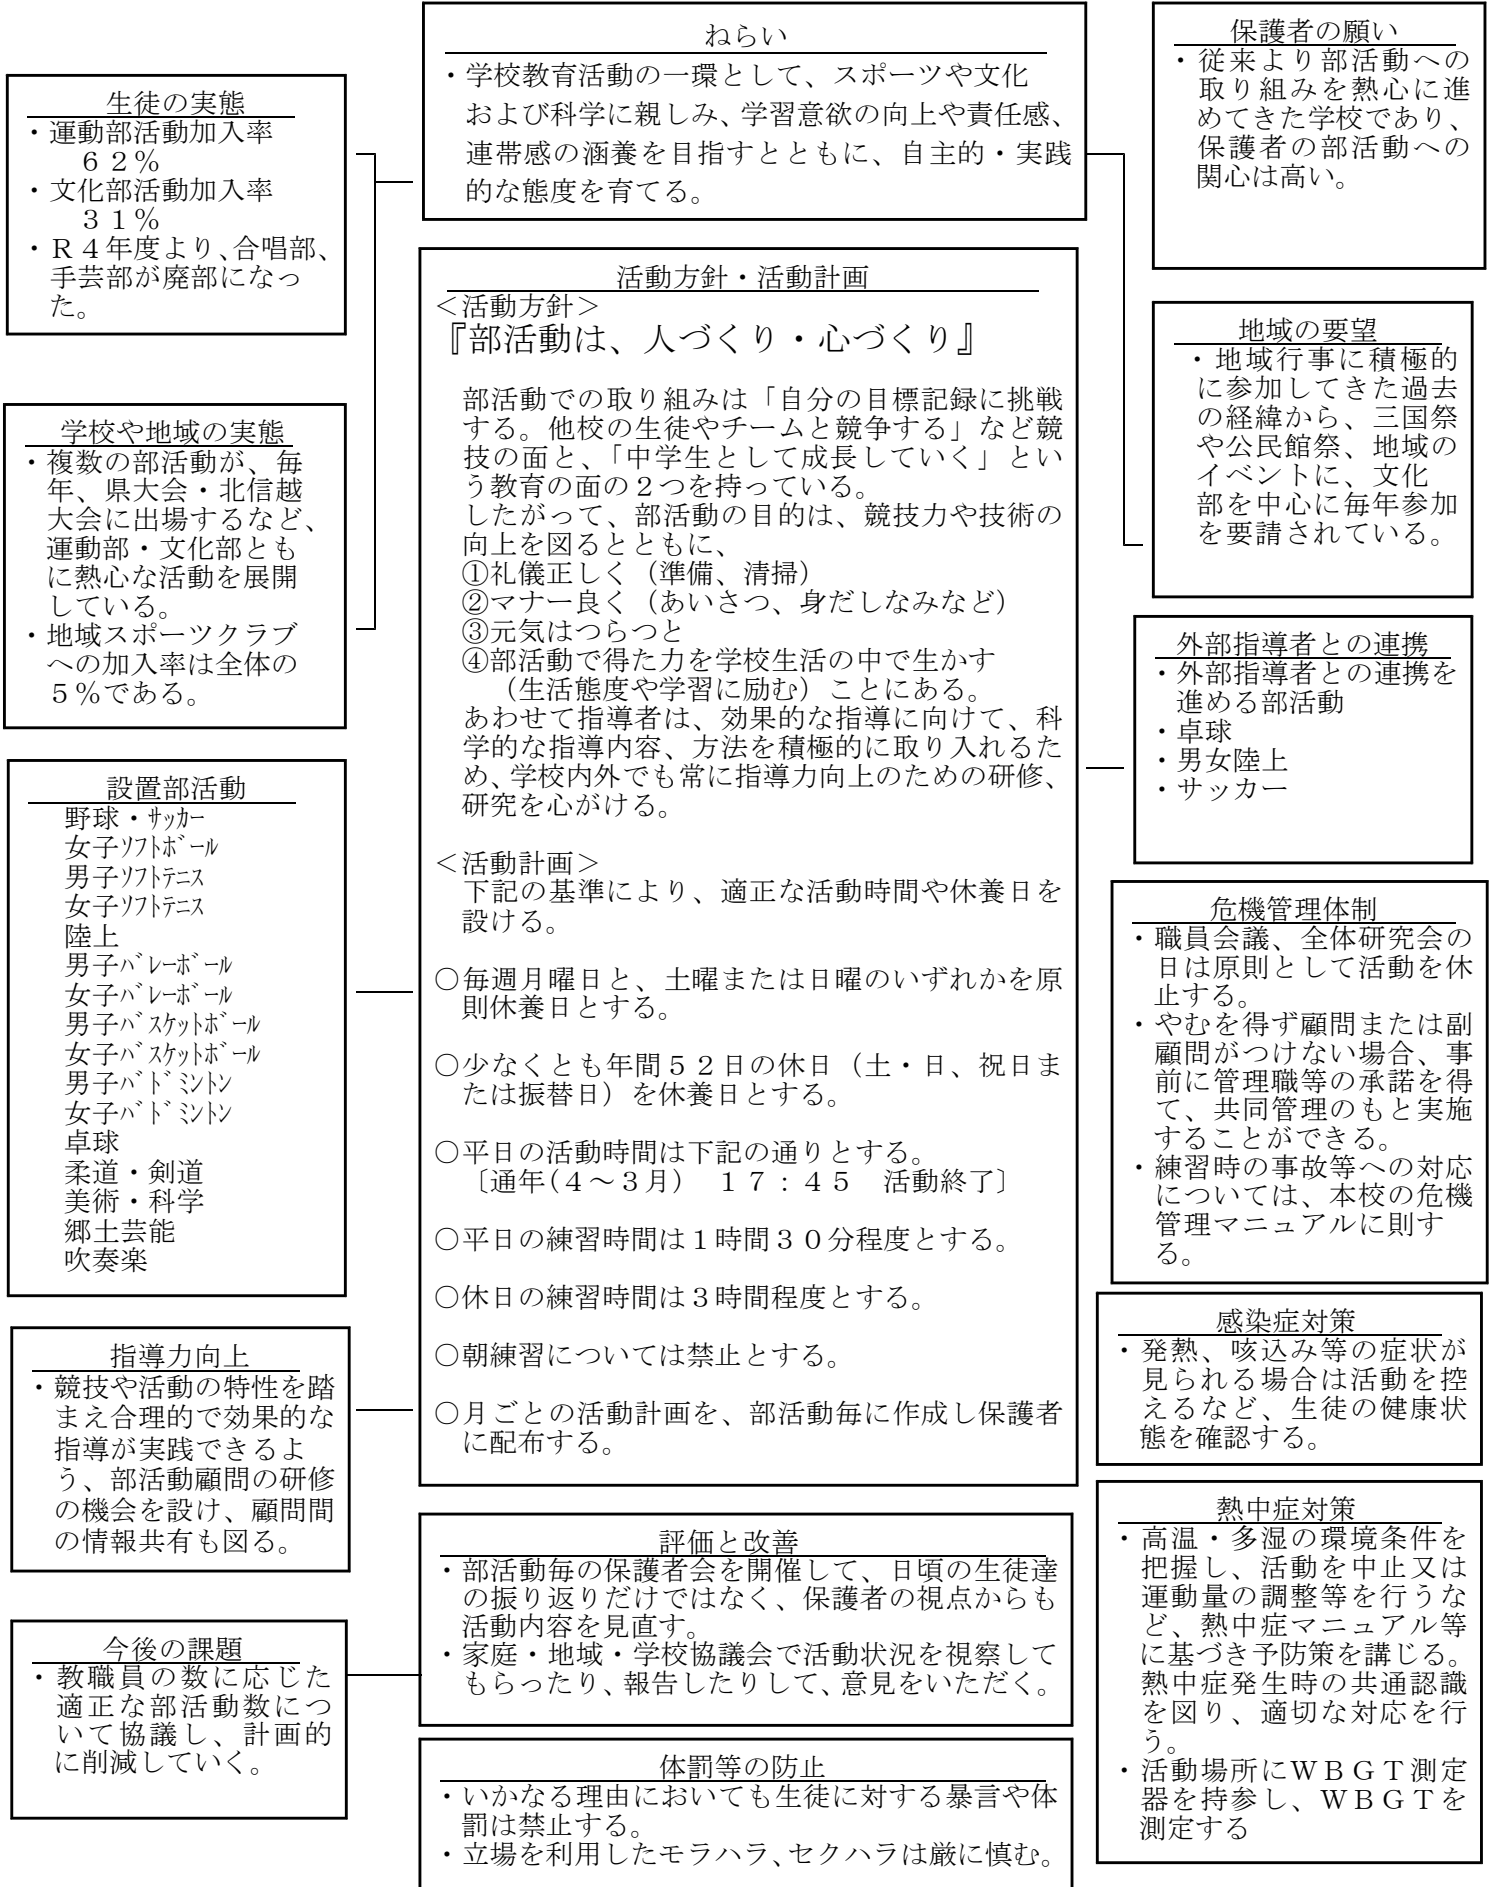 ねらい
・学校教育活動の一環として、スポーツや文化
および科学に親しみ、学習意欲の向上や責任感、
連帯感の涵養を目指すとともに、自主的・実践
的な態度を育てる。
保護者の願い
・従来より部活動への
取り組みを熱心に進
めてきた学校であり、
保護者の部活動への
関心は高い。
生徒の実態
・運動部活動加入率
６２％
・文化部活動加入率
３１％
・Ｒ４年度より、合唱部、
手芸部が廃部になっ
た。
活動方針・活動計画
＜活動方針＞
『部活動は、人づくり・心づくり』
部活動での取り組みは「自分の目標記録に挑戦
する。他校の生徒やチームと競争する」など競
技の面と、「中学生として成長していく」とい
う教育の面の２つを持っている。
したがって、部活動の目的は、競技力や技術の
向上を図るとともに、
①礼儀正しく（準備、清掃）
②マナー良く（あいさつ、身だしなみなど）
③元気はつらつと
④部活動で得た力を学校生活の中で生かす
（生活態度や学習に励む）ことにある。
あわせて指導者は、効果的な指導に向けて、科
学的な指導内容、方法を積極的に取り入れるた
め、学校内外でも常に指導力向上のための研修、
研究を心がける。
＜活動計画＞
下記の基準により、適正な活動時間や休養日を
設ける。
○毎週月曜日と、土曜または日曜のいずれかを原
則休養日とする。
○少なくとも年間５２日の休日（土・日、祝日ま
たは振替日）を休養日とする。
○平日の活動時間は下記の通りとする。
〔通年(４～３月)　１７：４５　活動終了〕
○平日の練習時間は１時間３０分程度とする。
○休日の練習時間は３時間程度とする。
○朝練習については禁止とする。
○月ごとの活動計画を、部活動毎に作成し保護者
に配布する。
地域の要望
・地域行事に積極的
に参加してきた過去
の経緯から、三国祭
や公民館祭、地域の
イベントに、文化
部を中心に毎年参加
を要請されている。
学校や地域の実態
・複数の部活動が、毎
年、県大会・北信越
大会に出場するなど、
運動部・文化部とも
に熱心な活動を展開
している。
・地域スポーツクラブ
への加入率は全体の
５％である。
外部指導者との連携
・外部指導者との連携を
進める部活動
・卓球
・男女陸上
・サッカー
設置部活動
野球・ｻｯｶｰ
女子ｿﾌﾄﾎﾞｰﾙ
男子ｿﾌﾄﾃﾆｽ
女子ｿﾌﾄﾃﾆｽ
陸上
男子ﾊﾞﾚｰﾎﾞｰﾙ
女子ﾊﾞﾚｰﾎﾞｰﾙ
男子ﾊﾞｽｹｯﾄﾎﾞｰﾙ
女子ﾊﾞｽｹｯﾄﾎﾞｰﾙ
男子ﾊﾞﾄﾞﾐﾝﾄﾝ
女子ﾊﾞﾄﾞﾐﾝﾄﾝ
卓球
柔道・剣道
美術・科学
郷土芸能
吹奏楽
危機管理体制
・職員会議、全体研究会の
日は原則として活動を休
止する。
・やむを得ず顧問または副
顧問がつけない場合、事
前に管理職等の承諾を得
て、共同管理のもと実施
することができる。
・練習時の事故等への対応
については、本校の危機
管理マニュアルに則す
る。
感染症対策
・発熱、咳込み等の症状が
見られる場合は活動を控
えるなど、生徒の健康状
態を確認する。
指導力向上
・競技や活動の特性を踏
まえ合理的で効果的な
指導が実践できるよ
う、部活動顧問の研修
の機会を設け、顧問間
の情報共有も図る。
熱中症対策
・高温・多湿の環境条件を
把握し、活動を中止又は
運動量の調整等を行うな
ど、熱中症マニュアル等
に基づき予防策を講じる。
熱中症発生時の共通認識
を図り、適切な対応を行
う。
・活動場所にＷＢＧＴ測定
器を持参し、ＷＢＧＴを
測定する
評価と改善
・部活動毎の保護者会を開催して、日頃の生徒達
の振り返りだけではなく、保護者の視点からも
活動内容を見直す。
・家庭・地域・学校協議会で活動状況を視察して
もらったり、報告したりして、意見をいただく。
今後の課題
・教職員の数に応じた
適正な部活動数につ
いて協議し、計画的
に削減していく。
体罰等の防止
・いかなる理由においても生徒に対する暴言や体
罰は禁止する。
・立場を利用したモラハラ、セクハラは厳に慎む。